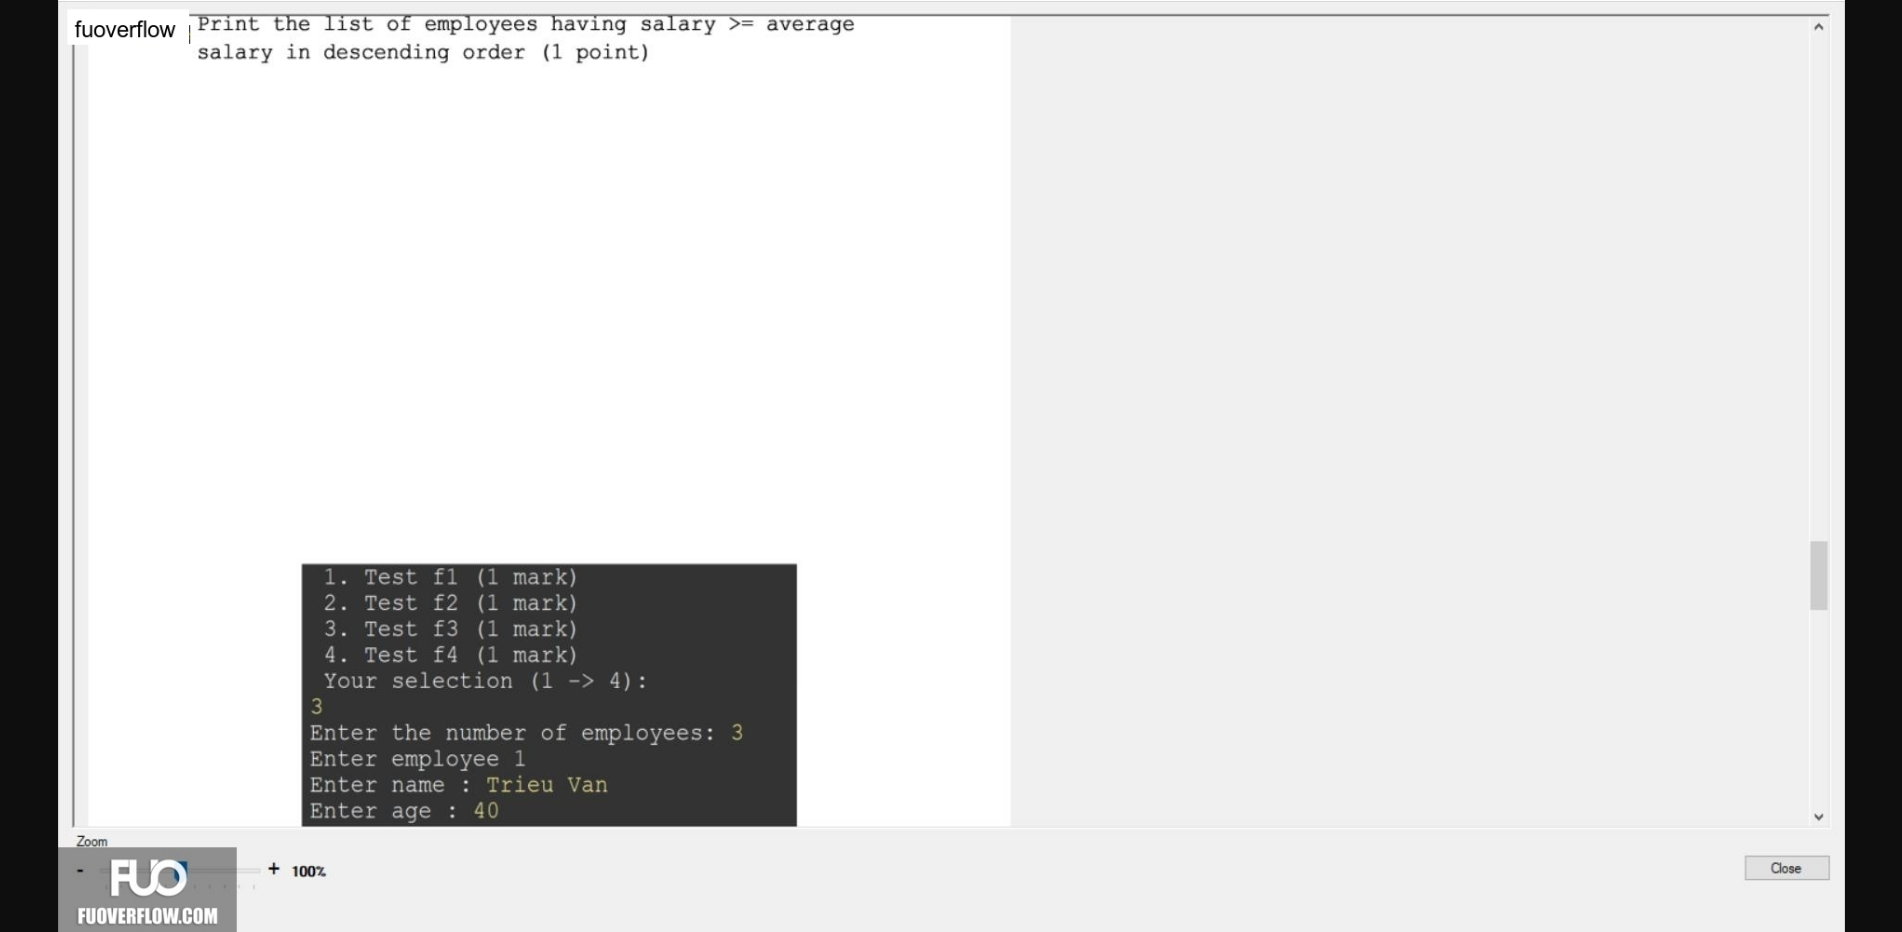 fuoverflow
Print the list of employees having salary >= average
salary in descending order (1 point)
1. Test f1 (1 mark)
2. Test f2 (1 mark)
3. Test f3 (1 mark)
4. Test f4 (1 mark)
Your selection (1 -> 4):
3
Enter the number of employees: 3
Enter employee 1
Enter name : Trieu Van
Enter age : 40
Zoom
- + 100%
Close
FUO
FUOVERFLOW.COM